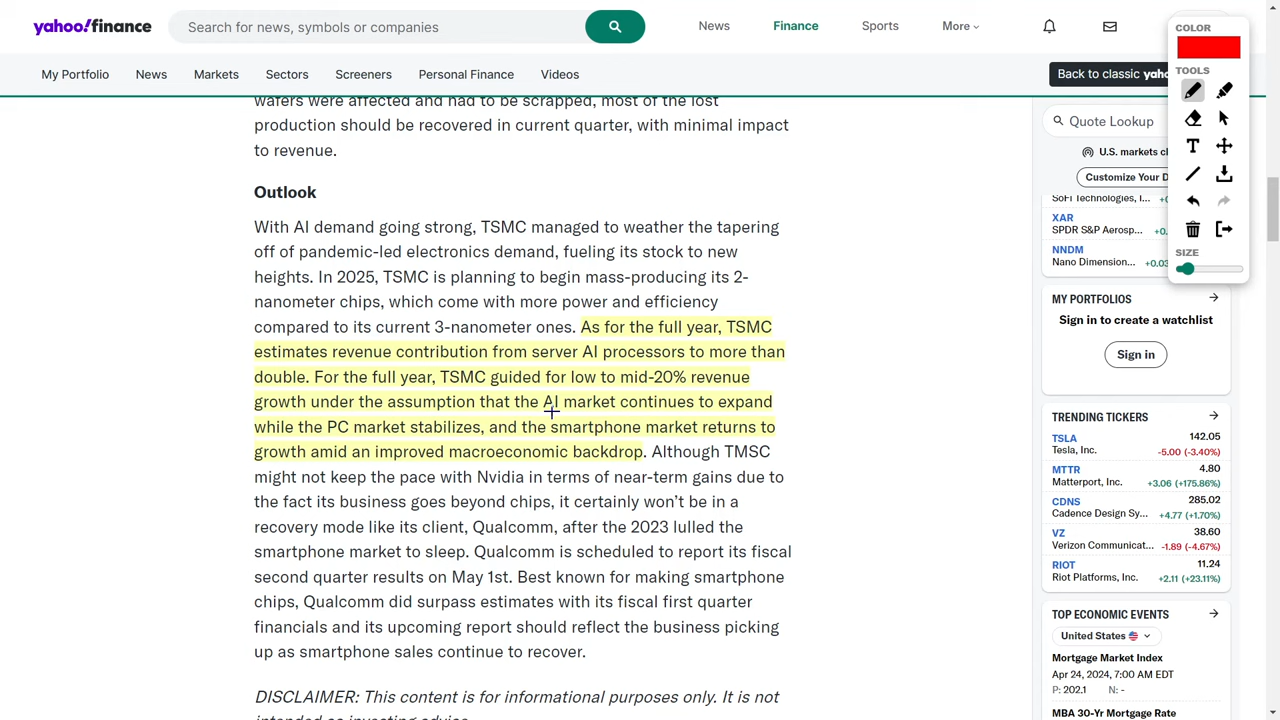 yahoo!finance
Search for news, symbols or companies
News
Finance
Sports
More
COLOR
TOOLS
T
SIZE
My Portfolio
News
Markets
Sectors
Screeners
Personal Finance
Videos
Back to classic yaho
wafers were affected and had to be scrapped, most of the lost
production should be recovered in current quarter, with minimal impact
to revenue.
Outlook
With AI demand going strong, TSMC managed to weather the tapering
off of pandemic-led electronics demand, fueling its stock to new
heights. In 2025, TSMC is planning to begin mass-producing its 2-
nanometer chips, which come with more power and efficiency
compared to its current 3-nanometer ones. As for the full year, TSMC
estimates revenue contribution from server AI processors to more than
double. For the full year, TSMC guided for low to mid-20% revenue
growth under the assumption that the AI market continues to expand
while the PC market stabilizes, and the smartphone market returns to
growth amid an improved macroeconomic backdrop. Although TMSC
might not keep the pace with Nvidia in terms of near-term gains due to
the fact its business goes beyond chips, it certainly won't be in a
recovery mode like its client, Qualcomm, after the 2023 lulled the
smartphone market to sleep. Qualcomm is scheduled to report its fiscal
second quarter results on May 1st. Best known for making smartphone
chips, Qualcomm did surpass estimates with its fiscal first quarter
financials and its upcoming report should reflect the business picking
up as smartphone sales continue to recover.
DISCLAIMER: This content is for informational purposes only. It is not
intended as investing advice.
Quote Lookup
U.S. markets cl
Customize Your D
SoFi Technologies, I... +0
XAR
SPDR S&P Aerosp... +0.
NNDM
Nano Dimension... +0.03
MY PORTFOLIOS
Sign in to create a watchlist
Sign in
TRENDING TICKERS
TSLA 142.05
Tesla, Inc. -5.00 (-3.40%)
MTTR 4.80
Matterport, Inc. +3.06 (+175.86%)
CDNS 285.02
Cadence Design Sy... +4.77 (+1.70%)
VZ 38.60
Verizon Communicat... -1.89 (-4.67%)
RIOT 11.24
Riot Platforms, Inc. +2.11 (+23.11%)
TOP ECONOMIC EVENTS
United States
Mortgage Market Index
Apr 24, 2024, 7:00 AM EDT
P: 202.1 N: -
MBA 30-Yr Mortgage Rate